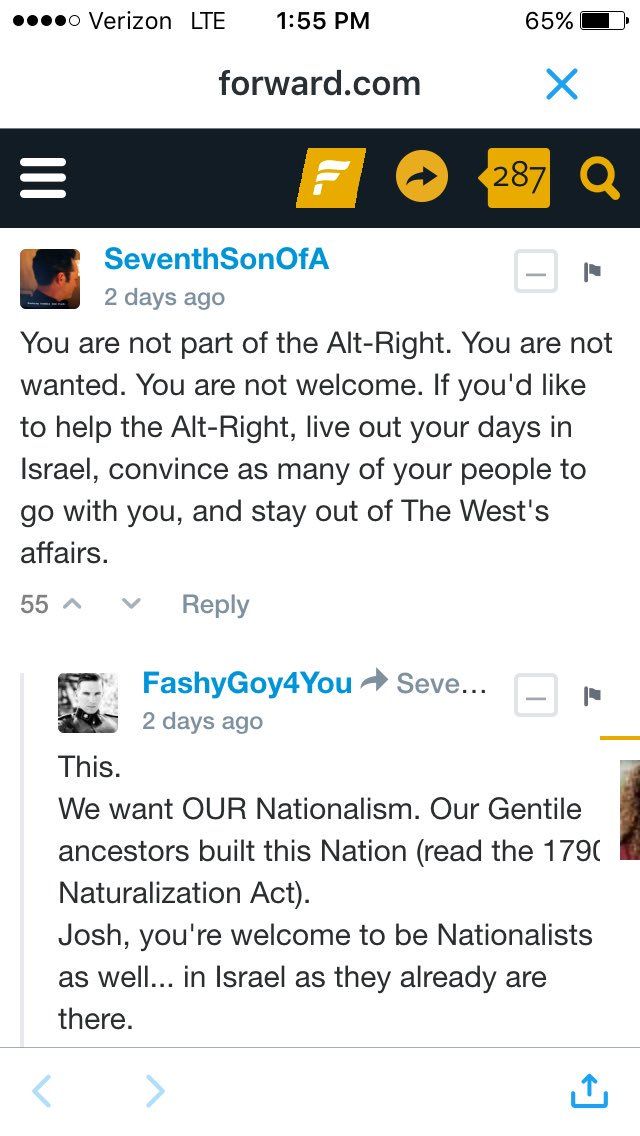 Verizon LTE 1:55 PM 65%
forward.com
F
287
SeventhSonOfA
2 days ago
You are not part of the Alt-Right. You are not
wanted. You are not welcome. If you'd like
to help the Alt-Right, live out your days in
Israel, convince as many of your people to
go with you, and stay out of The West's
affairs.
55 Reply
FashyGoy4You Seve...
2 days ago
This.
We want OUR Nationalism. Our Gentile
ancestors built this Nation (read the 1790
Naturalization Act).
Josh, you're welcome to be Nationalists
as well... in Israel as they already are
there.